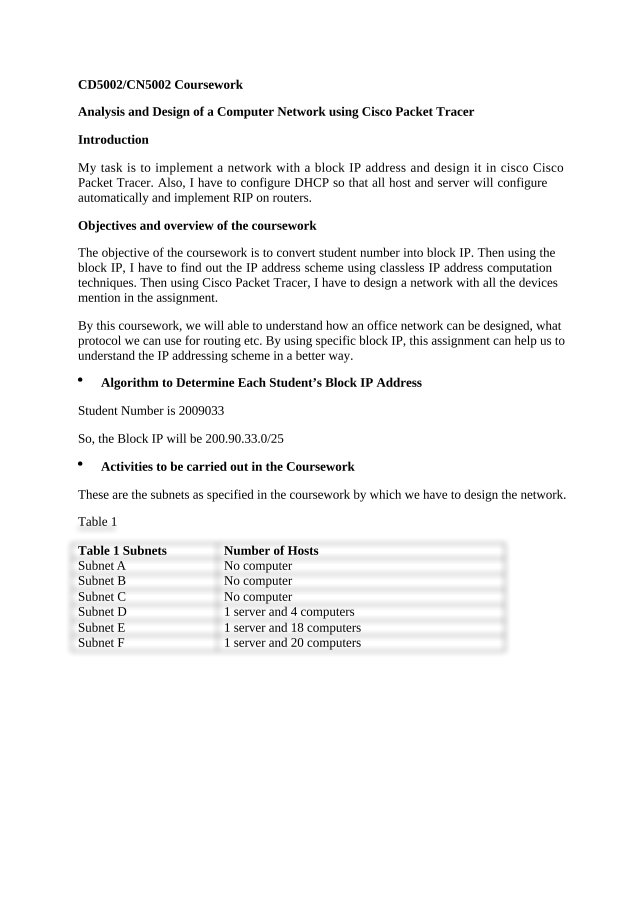 CD5002/CN5002 Coursework
Analysis and Design of a Computer Network using Cisco Packet Tracer
Introduction
My task is to implement a network with a block IP address and design it in cisco Cisco
Packet Tracer. Also, I have to configure DHCP so that all host and server will configure
automatically and implement RIP on routers.
Objectives and overview of the coursework
The objective of the coursework is to convert student number into block IP. Then using the
block IP, I have to find out the IP address scheme using classless IP address computation
techniques. Then using Cisco Packet Tracer, I have to design a network with all the devices
mention in the assignment.
By this coursework, we will able to understand how an office network can be designed, what
protocol we can use for routing etc. By using specific block IP, this assignment can help us to
understand the IP addressing scheme in a better way.
• Algorithm to Determine Each Student’s Block IP Address
Student Number is 2009033
So, the Block IP will be 200.90.33.0/25
• Activities to be carried out in the Coursework
These are the subnets as specified in the coursework by which we have to design the network.
Table 1
Table 1 Subnets Number of Hosts
Subnet A No computer
Subnet B No computer
Subnet C No computer
Subnet D 1 server and 4 computers
Subnet E 1 server and 18 computers
Subnet F 1 server and 20 computers